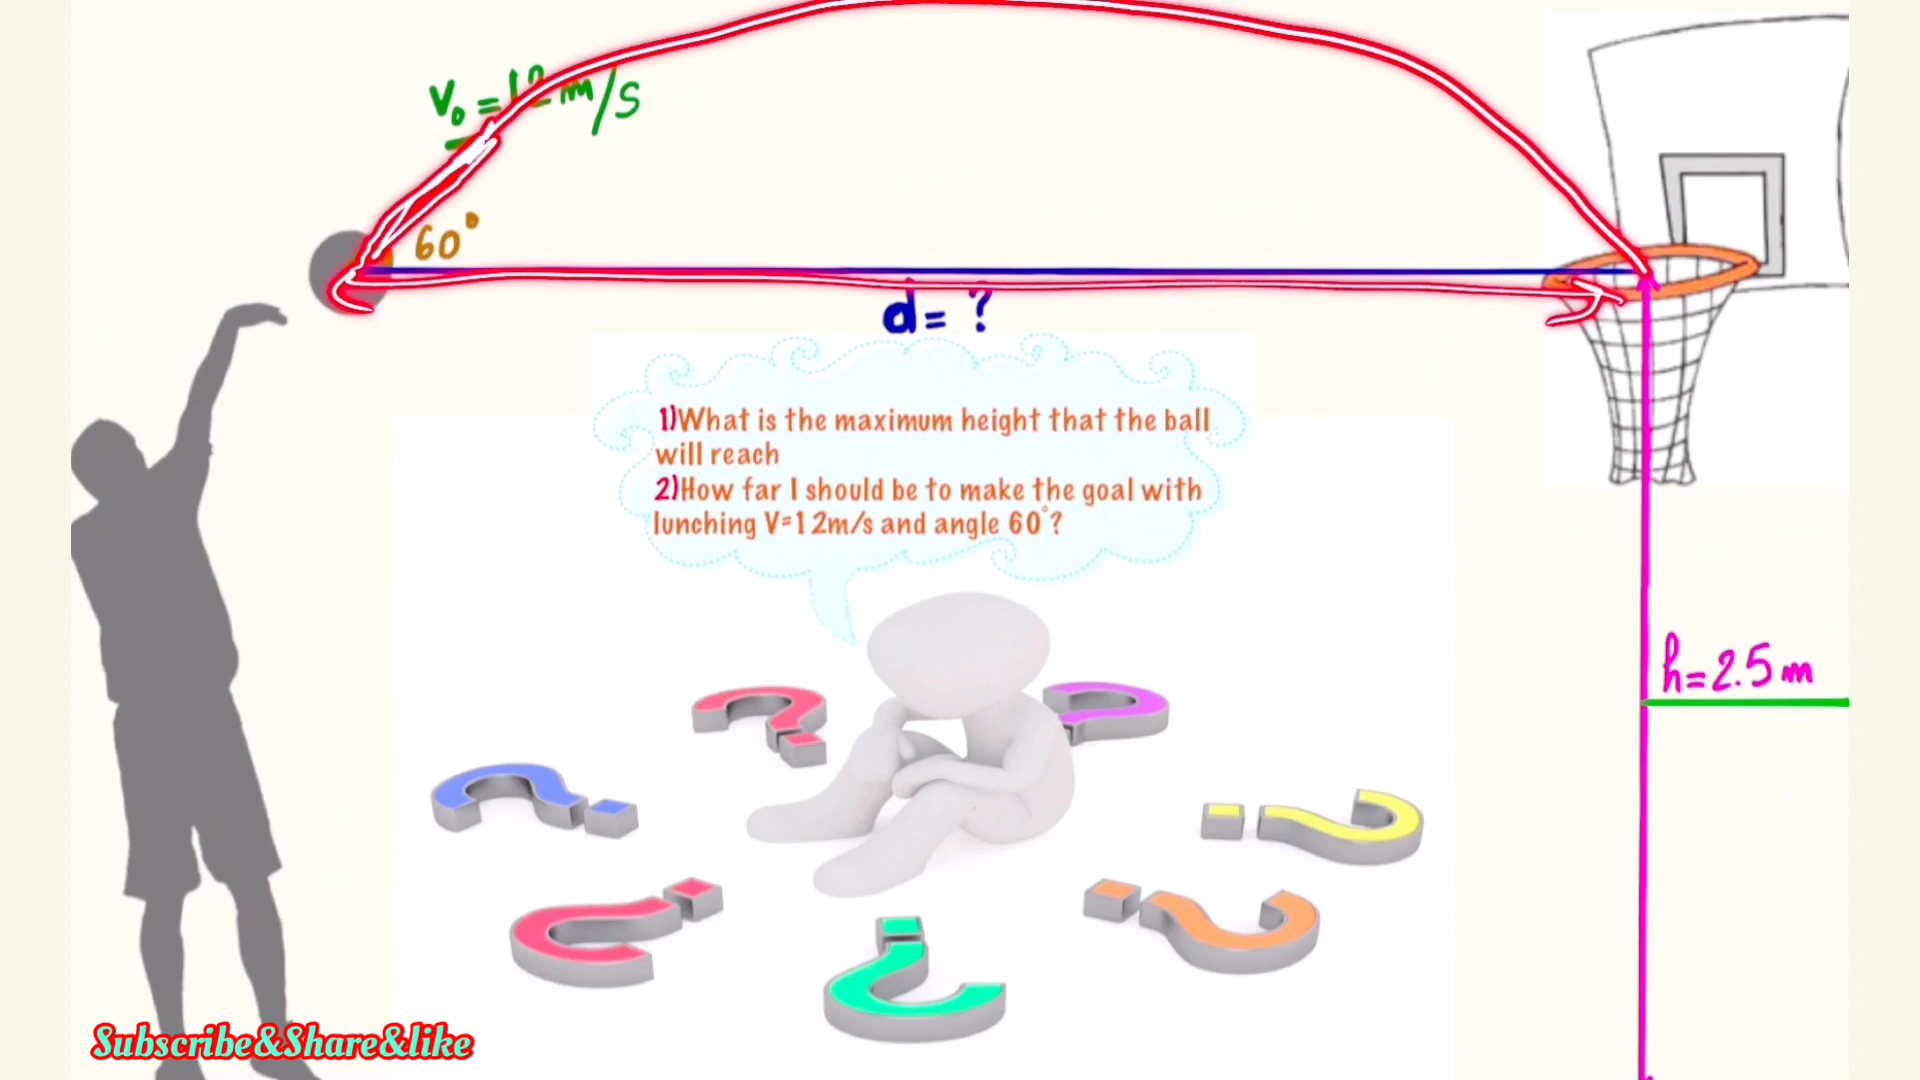 v₀ = 12 m/s
60°
d = ?
1)What is the maximum height that the ball
will reach
2)How far I should be to make the goal with
lunching V=12m/s and angle 60°?
h=2.5m
Subscribe&Share&like